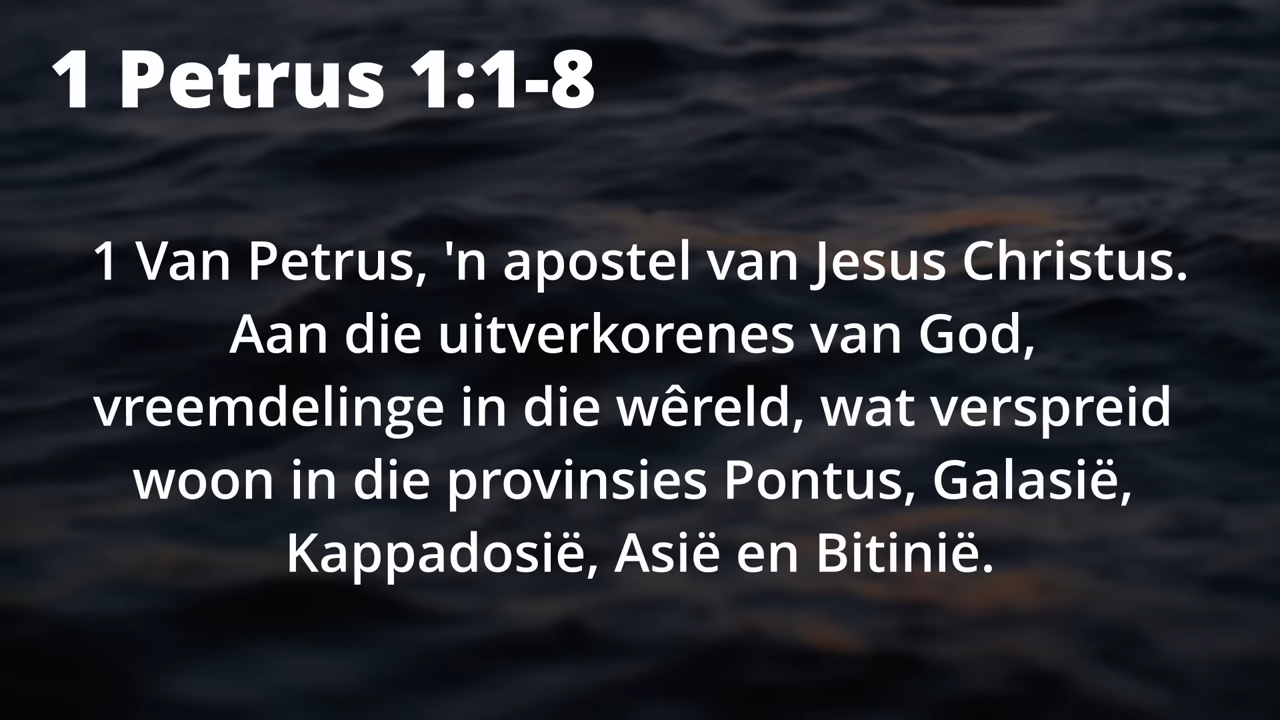 1 Petrus 1:1-8
1 Van Petrus, 'n apostel van Jesus Christus.
Aan die uitverkorenes van God,
vreemdelinge in die wêreld, wat verspreid
woon in die provinsies Pontus, Galasië,
Kappadosië, Asië en Bitinië.